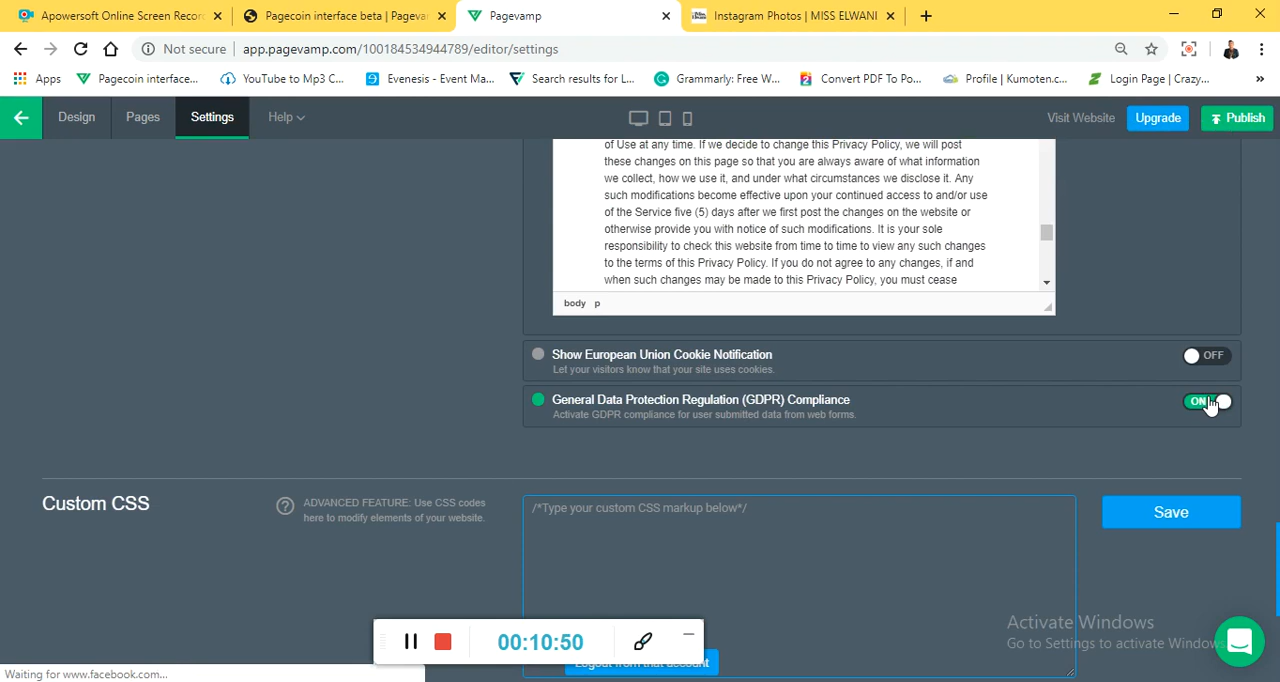 Apowersoft Online Screen Recor
Pagecoin interface beta | Pagevan
Pagevamp
Instagram Photos | MISS ELWANI
Not secure
app.pagevamp.com/100184534944789/editor/settings
Apps
Pagecoin interface...
YouTube to Mp3 C...
Evenesis - Event Ma...
Search results for L...
Grammarly: Free W...
Convert PDF To Po...
Profile | Kumoten.c...
Login Page | Crazy...
»
Design
Pages
Settings
Help
Visit Website
Upgrade
Publish
of Use at any time. If we decide to change this Privacy Policy, we will post
these changes on this page so that you are always aware of what information
we collect, how we use it, and under what circumstances we disclose it. Any
such modifications become effective upon your continued access to and/or use
of the Service five (5) days after we first post the changes on the website or
otherwise provide you with notice of such modifications. It is your sole
responsibility to check this website from time to time to view any such changes
to the terms of this Privacy Policy. If you do not agree to any changes, if and
when such changes may be made to this Privacy Policy, you must cease
body p
Show European Union Cookie Notification
OFF
Let your visitors know that your site uses cookies.
General Data Protection Regulation (GDPR) Compliance
ON
Activate GDPR compliance for user submitted data from web forms.
Custom CSS
?
ADVANCED FEATURE: Use CSS codes
here to modify elements of your website.
/*Type your custom CSS markup below*/
Save
00:10:50
Logout from that account
Activate Windows
Go to Settings to activate Windows.
Waiting for www.facebook.com...